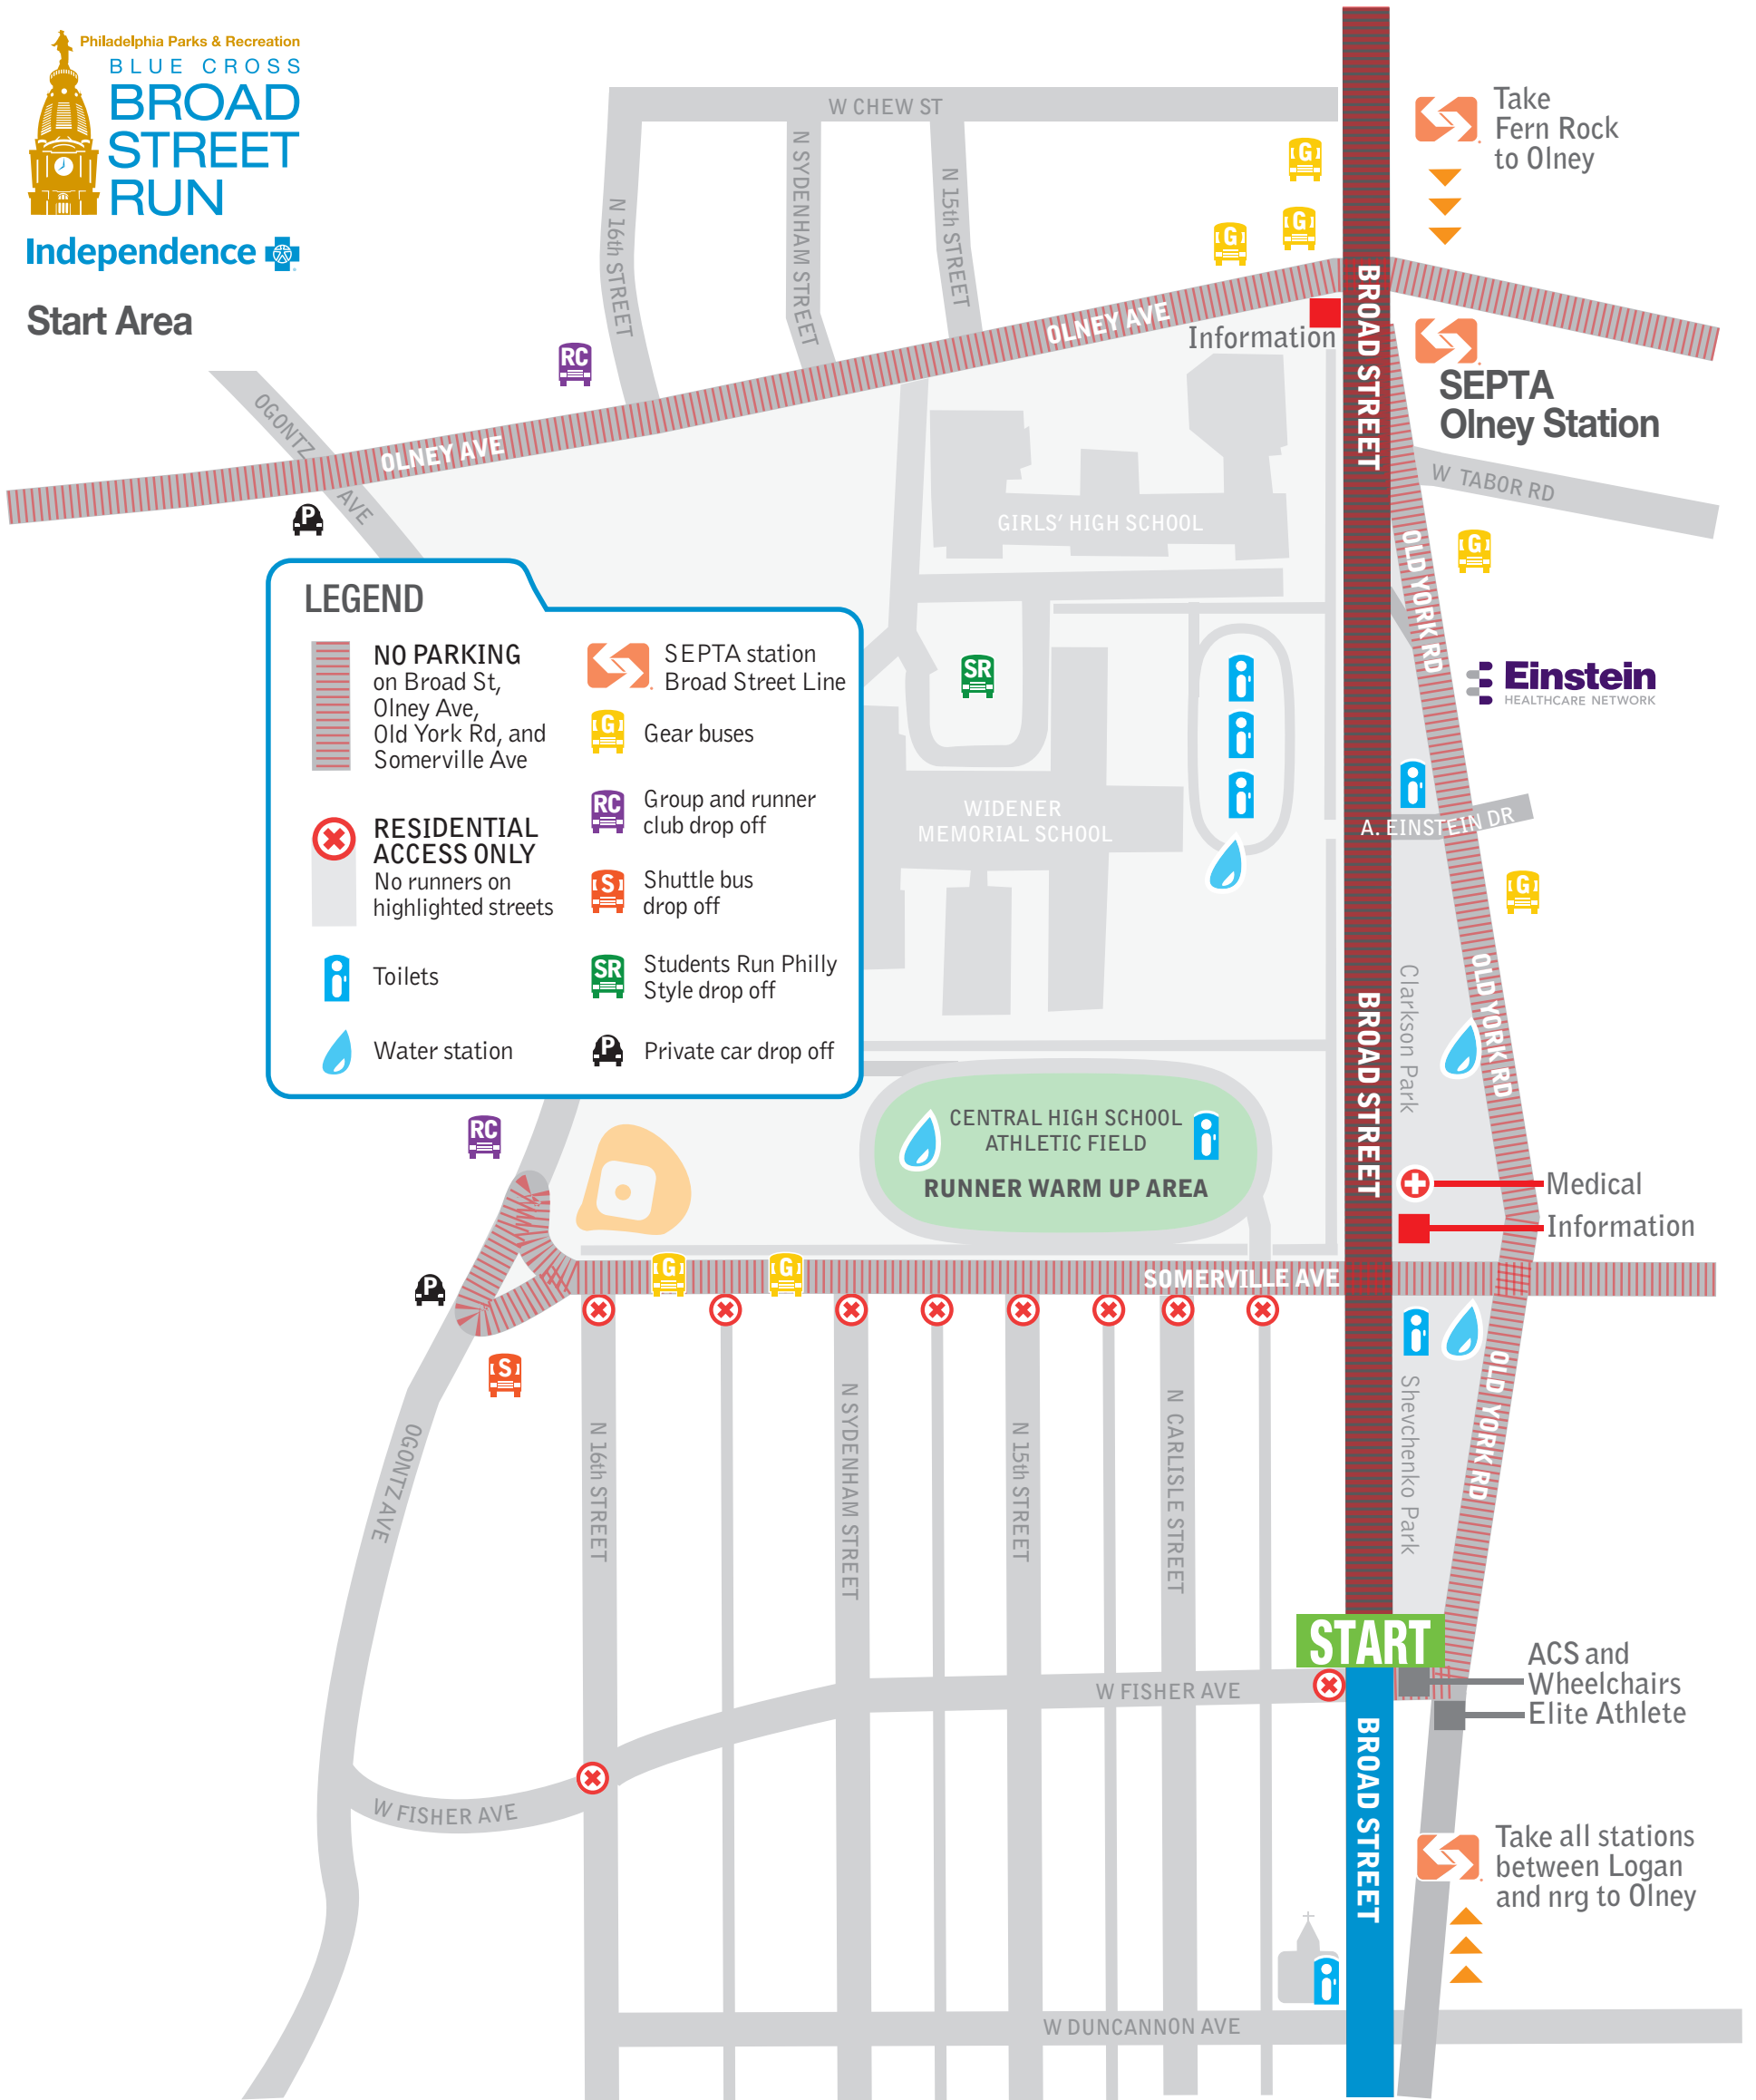 Philadelphia Parks & Recreation
BLUE CROSS
BROAD
STREET
RUN
Independence
Start Area
W CHEW ST
N 16th STREET
N SYDENHAM STREET
N 15th STREET
G
G
G
Take
Fern Rock
to Olney
BROAD STREET
OLNEY AVE
Information
SEPTA
Olney Station
RC
OGONTZ AVE
OLNEY AVE
P
W TABOR RD
GIRLS' HIGH SCHOOL
OLD YORK RD
G
LEGEND
NO PARKING
on Broad St,
Olney Ave,
Old York Rd, and
Somerville Ave
RESIDENTIAL
ACCESS ONLY
No runners on
highlighted streets
Toilets
Water station
SEPTA station
Broad Street Line
G
Gear buses
RC
Group and runner
club drop off
S
Shuttle bus
drop off
SR
Students Run Philly
Style drop off
P
Private car drop off
SR
Einstein
HEALTHCARE NETWORK
WIDENER
MEMORIAL SCHOOL
A. EINSTEIN DR
G
BROAD STREET
Clarkson Park
OLD YORK RD
CENTRAL HIGH SCHOOL
ATHLETIC FIELD
RUNNER WARM UP AREA
RC
Medical
Information
P
G
G
SOMERVILLE AVE
S
OGONTZ AVE
N 16th STREET
N SYDENHAM STREET
N 15th STREET
N CARLISLE STREET
Shevchenko Park
OLD YORK RD
START
ACS and
Wheelchairs
Elite Athlete
W FISHER AVE
W FISHER AVE
BROAD STREET
Take all stations
between Logan
and nrg to Olney
W DUNCANNON AVE